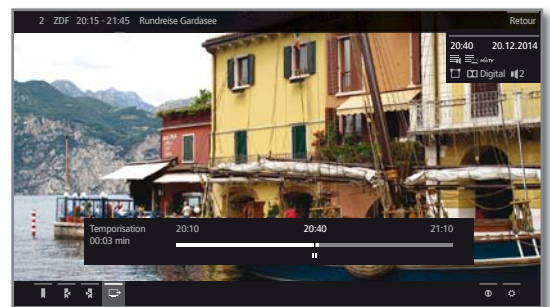 2 ZDF 20:15 - 21:45 Rundreise Gardasee Retour
20:40 20.12.2014
Digital 2
Temporisation 20:10 20:40 21:10
00:03 min